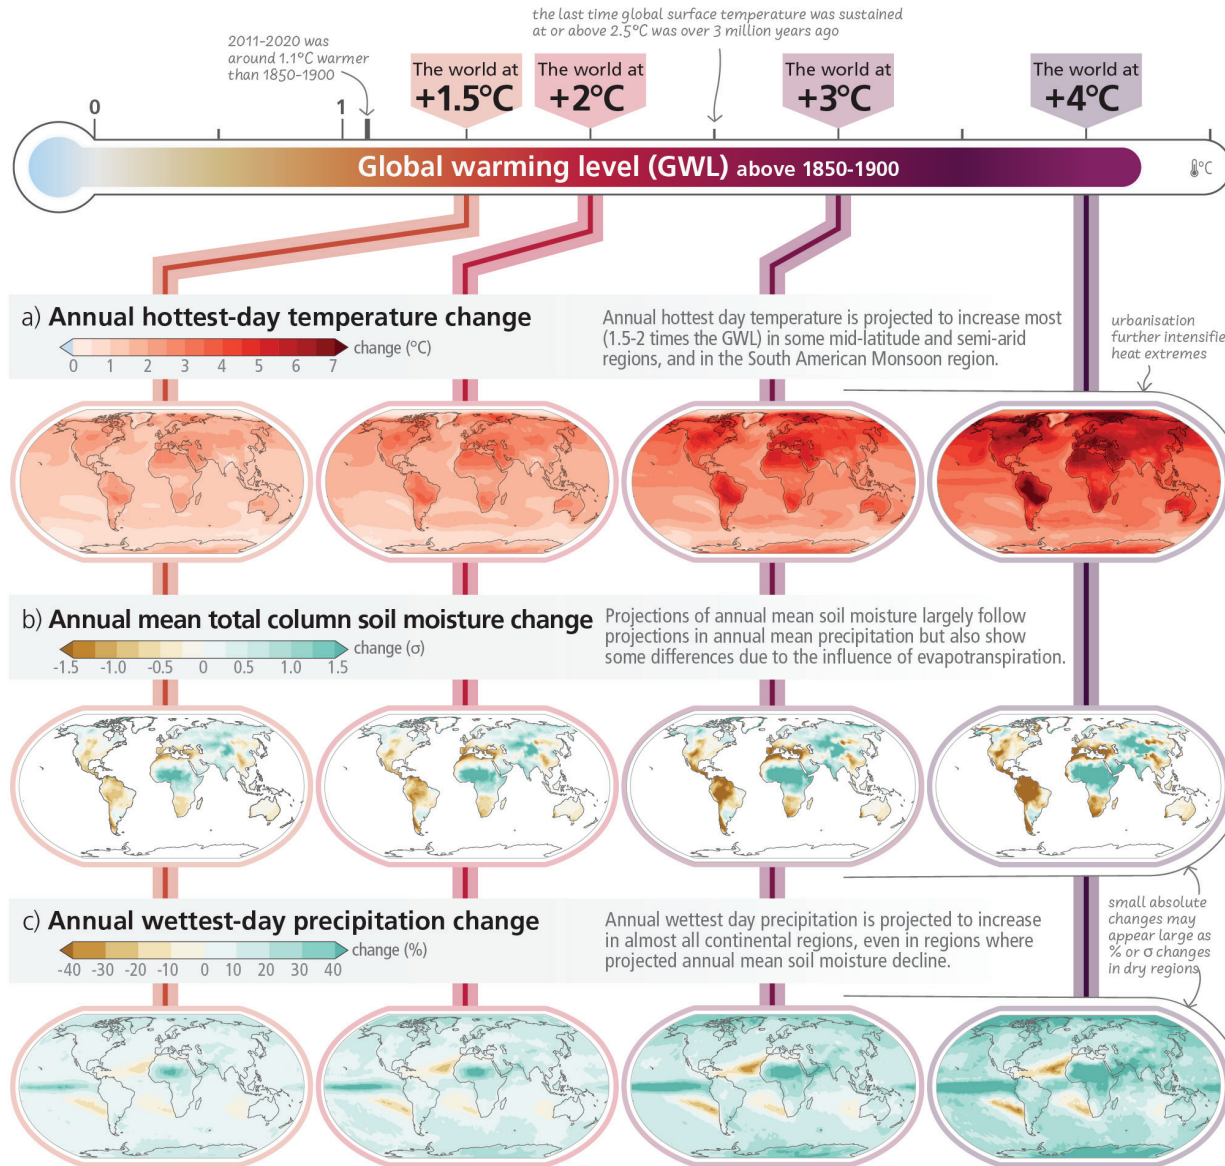 the last time global surface temperature was sustained
at or above 2.5°C was over 3 million years ago
2011-2020 was
around 1.1°C warmer
than 1850-1900
The world at
+1.5°C
The world at
+2°C
The world at
+3°C
The world at
+4°C
0
1
Global warming level (GWL) above 1850-1900
°C
a) Annual hottest-day temperature change
change (°C)
0 1 2 3 4 5 6 7
Annual hottest day temperature is projected to increase most
(1.5-2 times the GWL) in some mid-latitude and semi-arid
regions, and in the South American Monsoon region.
urbanisation
further intensifie
heat extremes
b) Annual mean total column soil moisture change
change (σ)
-1.5 -1.0 -0.5 0 0.5 1.0 1.5
Projections of annual mean soil moisture largely follow
projections in annual mean precipitation but also show
some differences due to the influence of evapotranspiration.
c) Annual wettest-day precipitation change
change (%)
-40 -30 -20 -10 0 10 20 30 40
Annual wettest day precipitation is projected to increase
in almost all continental regions, even in regions where
projected annual mean soil moisture decline.
small absolute
changes may
appear large as
% or σ changes
in dry regions